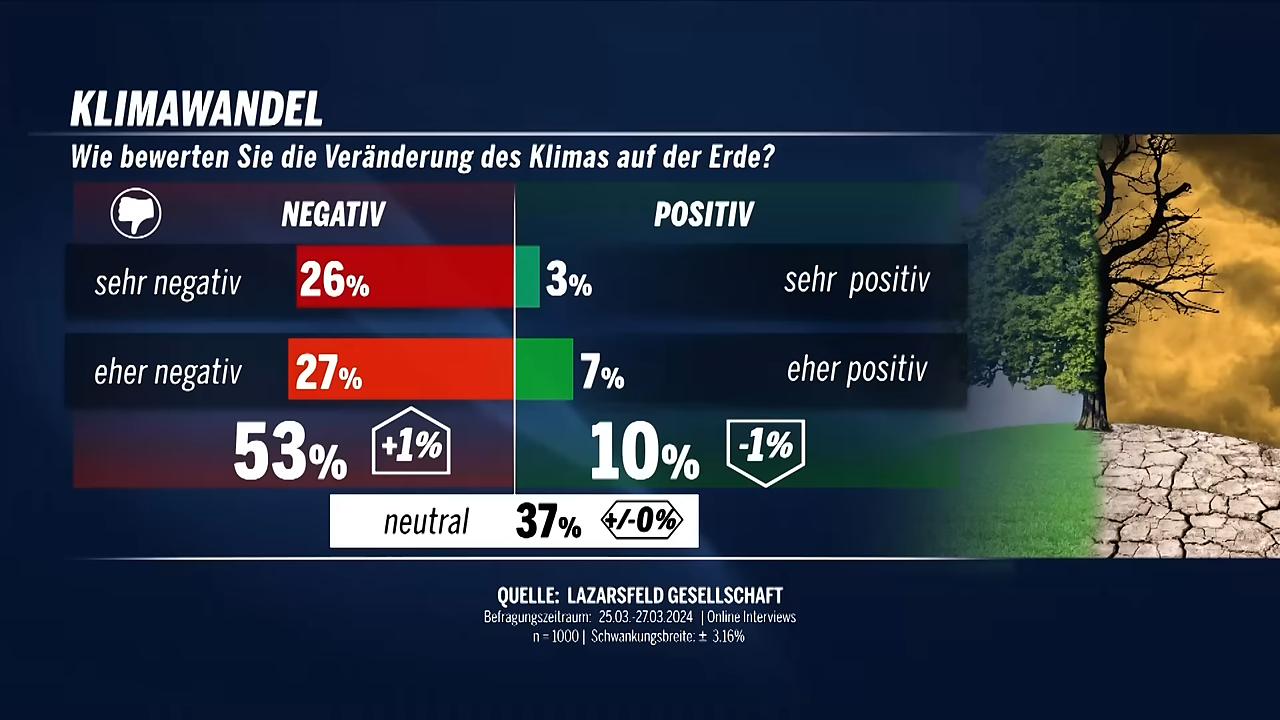 KLIMAWANDEL
Wie bewerten Sie die Veränderung des Klimas auf der Erde?
NEGATIV POSITIV
sehr negativ 26% 3% sehr positiv
eher negativ 27% 7% eher positiv
53% +1% 10% -1%
neutral 37% +/-0%
QUELLE: LAZARSFELD GESELLSCHAFT
Befragungszeitraum: 25.03.-27.03.2024 | Online Interviews
n = 1000 | Schwankungsbreite: ± 3.16%